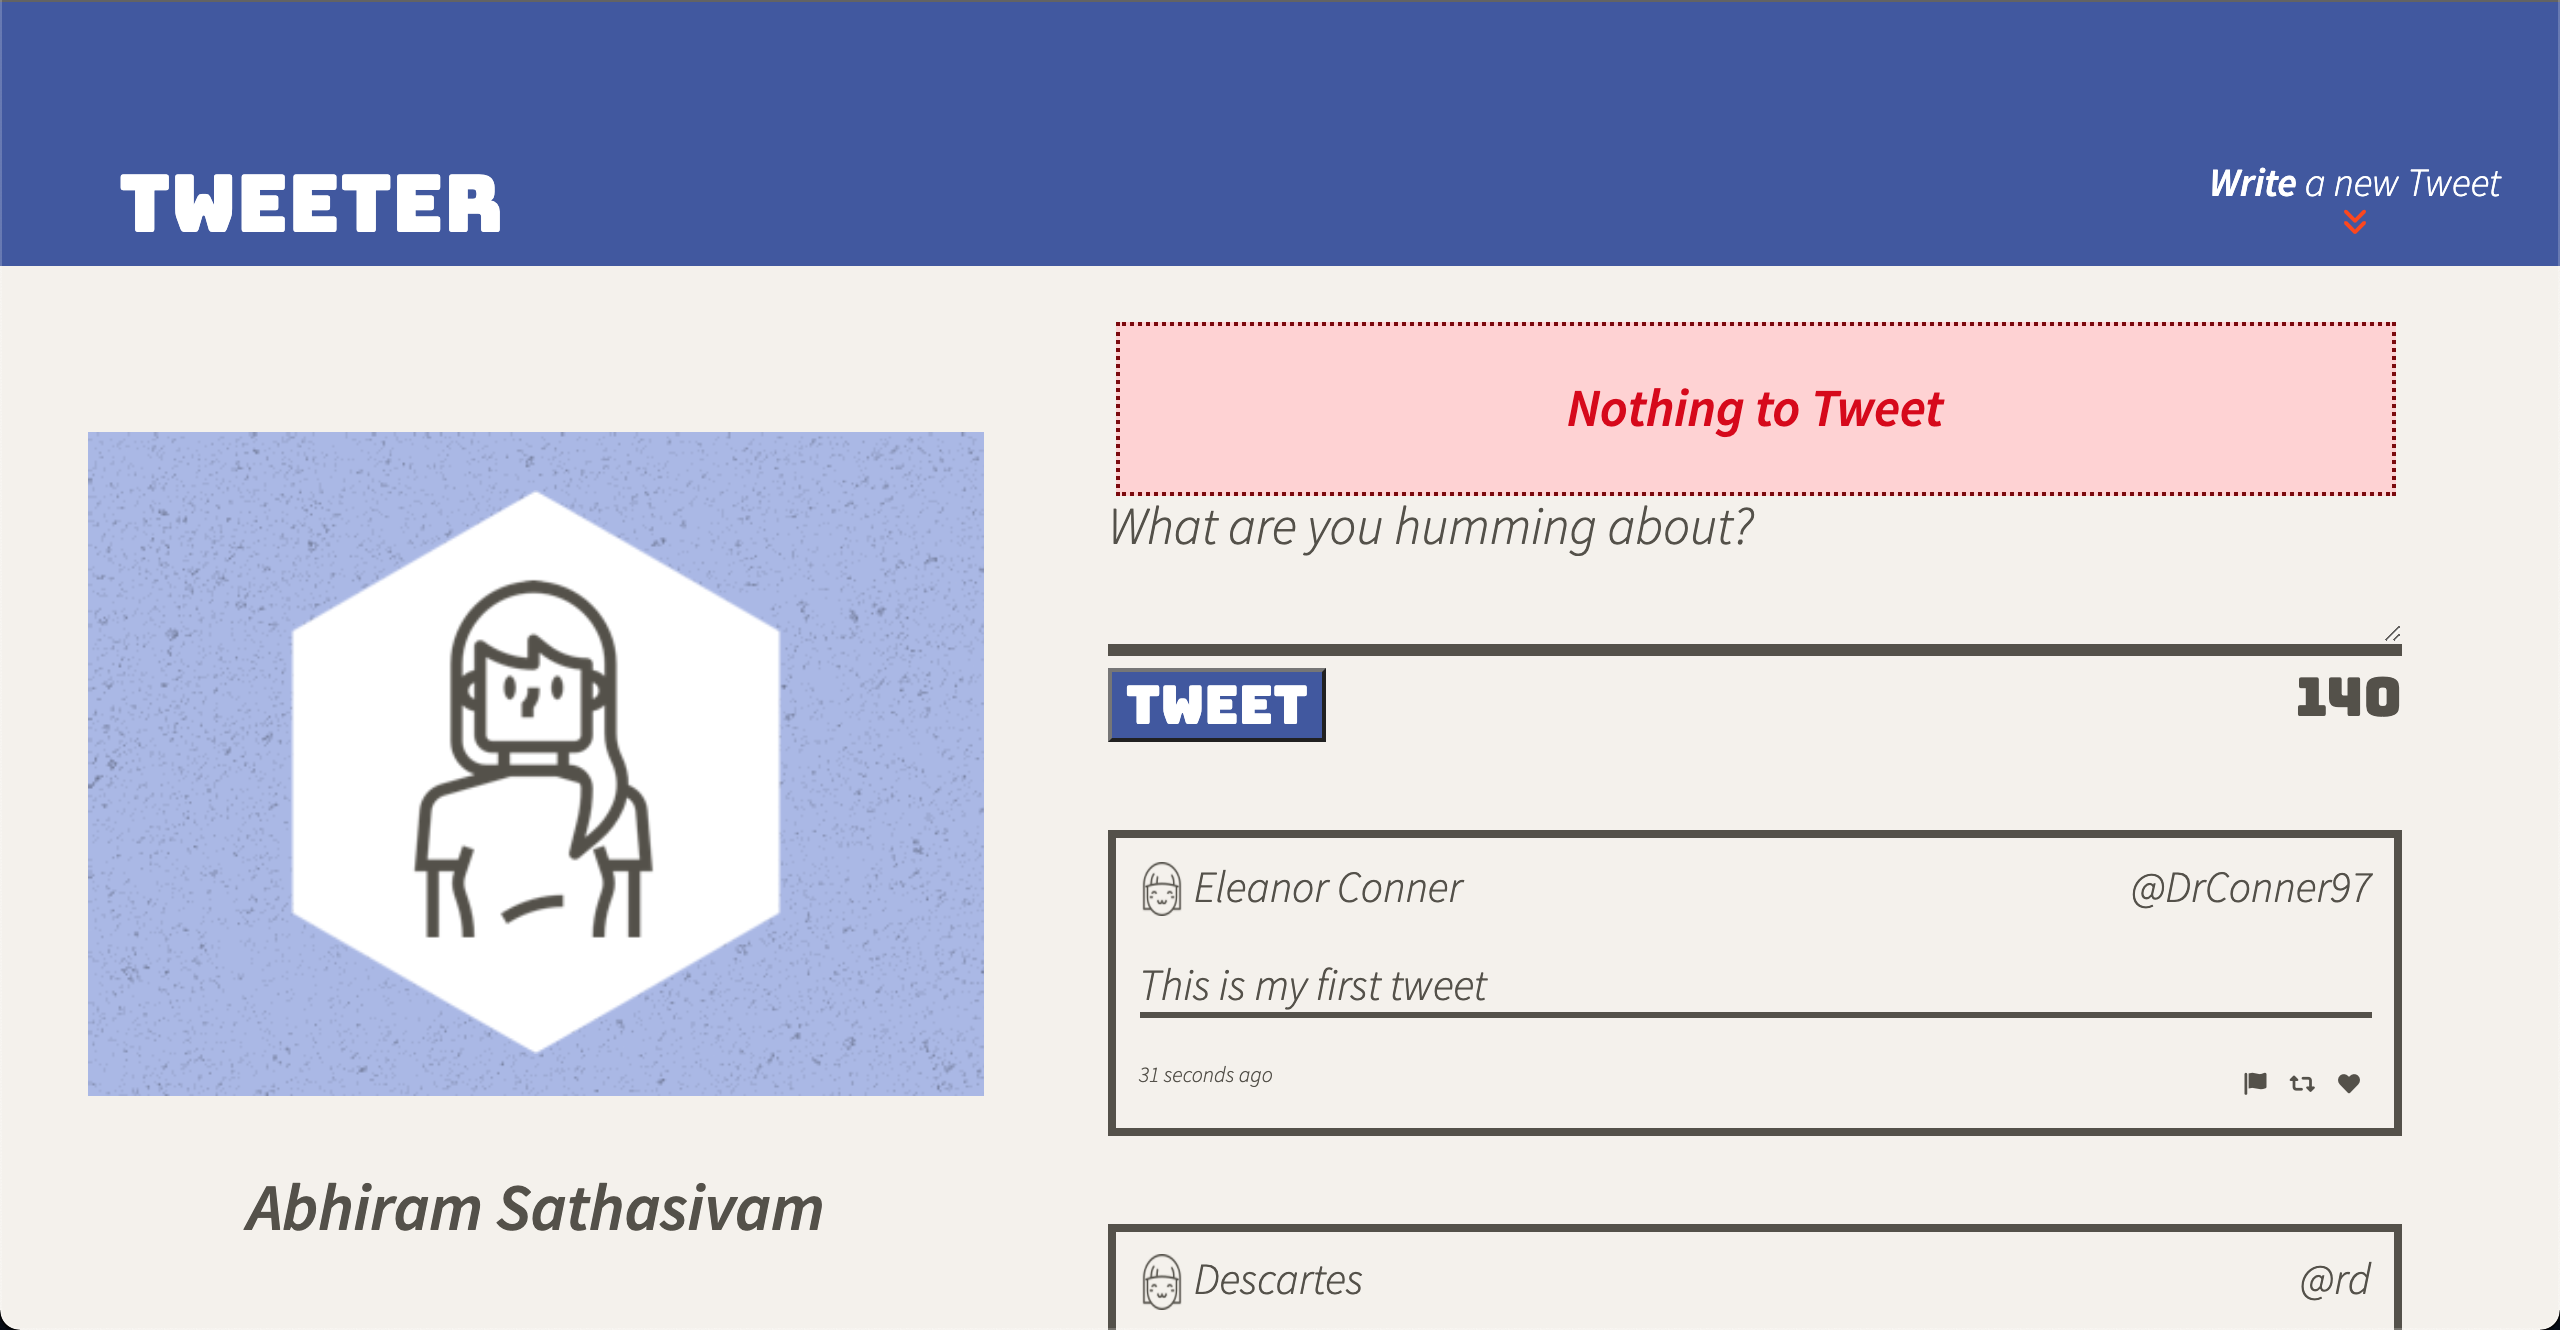 TWEETER
Write a new Tweet
Nothing to Tweet
What are you humming about?
TWEET
140
Eleanor Conner
@DrConner97
This is my first tweet
31 seconds ago
Abhiram Sathasivam
Descartes
@rd